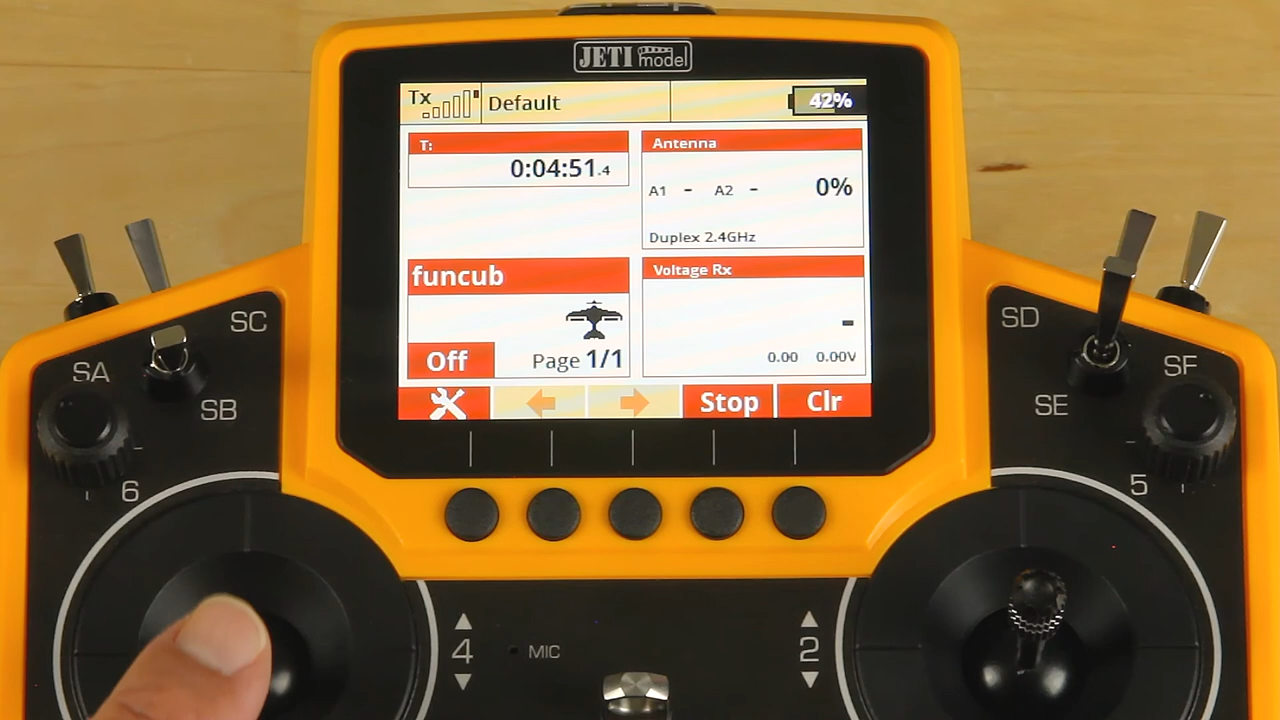 JETI model
Tx Default 42%
T:
0:04:51.4
Antenna
A1 - A2 - 0%
Duplex 2.4GHz
funcub
Off Page 1/1
Voltage Rx
-
0.00 0.00V
Stop Clr
SC
SA
SB
6
SD
SF
SE
5
4
MIC
2